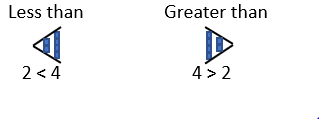 Less than
Greater than
2 < 4
4 > 2